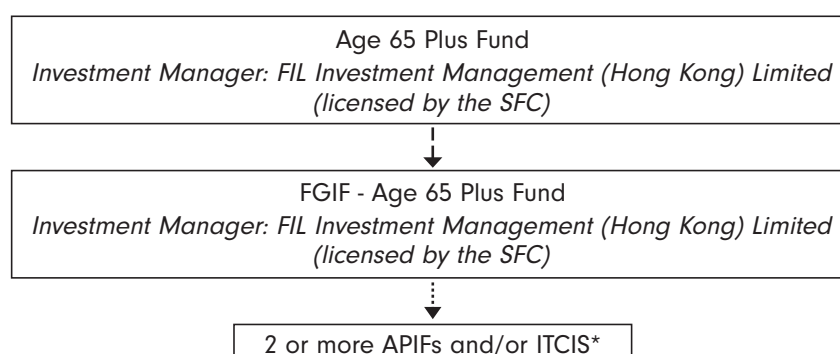 Age 65 Plus Fund
Investment Manager: FIL Investment Management (Hong Kong) Limited
(licensed by the SFC)
FGIF - Age 65 Plus Fund
Investment Manager: FIL Investment Management (Hong Kong) Limited
(licensed by the SFC)
2 or more APIFs and/or ITCIS*